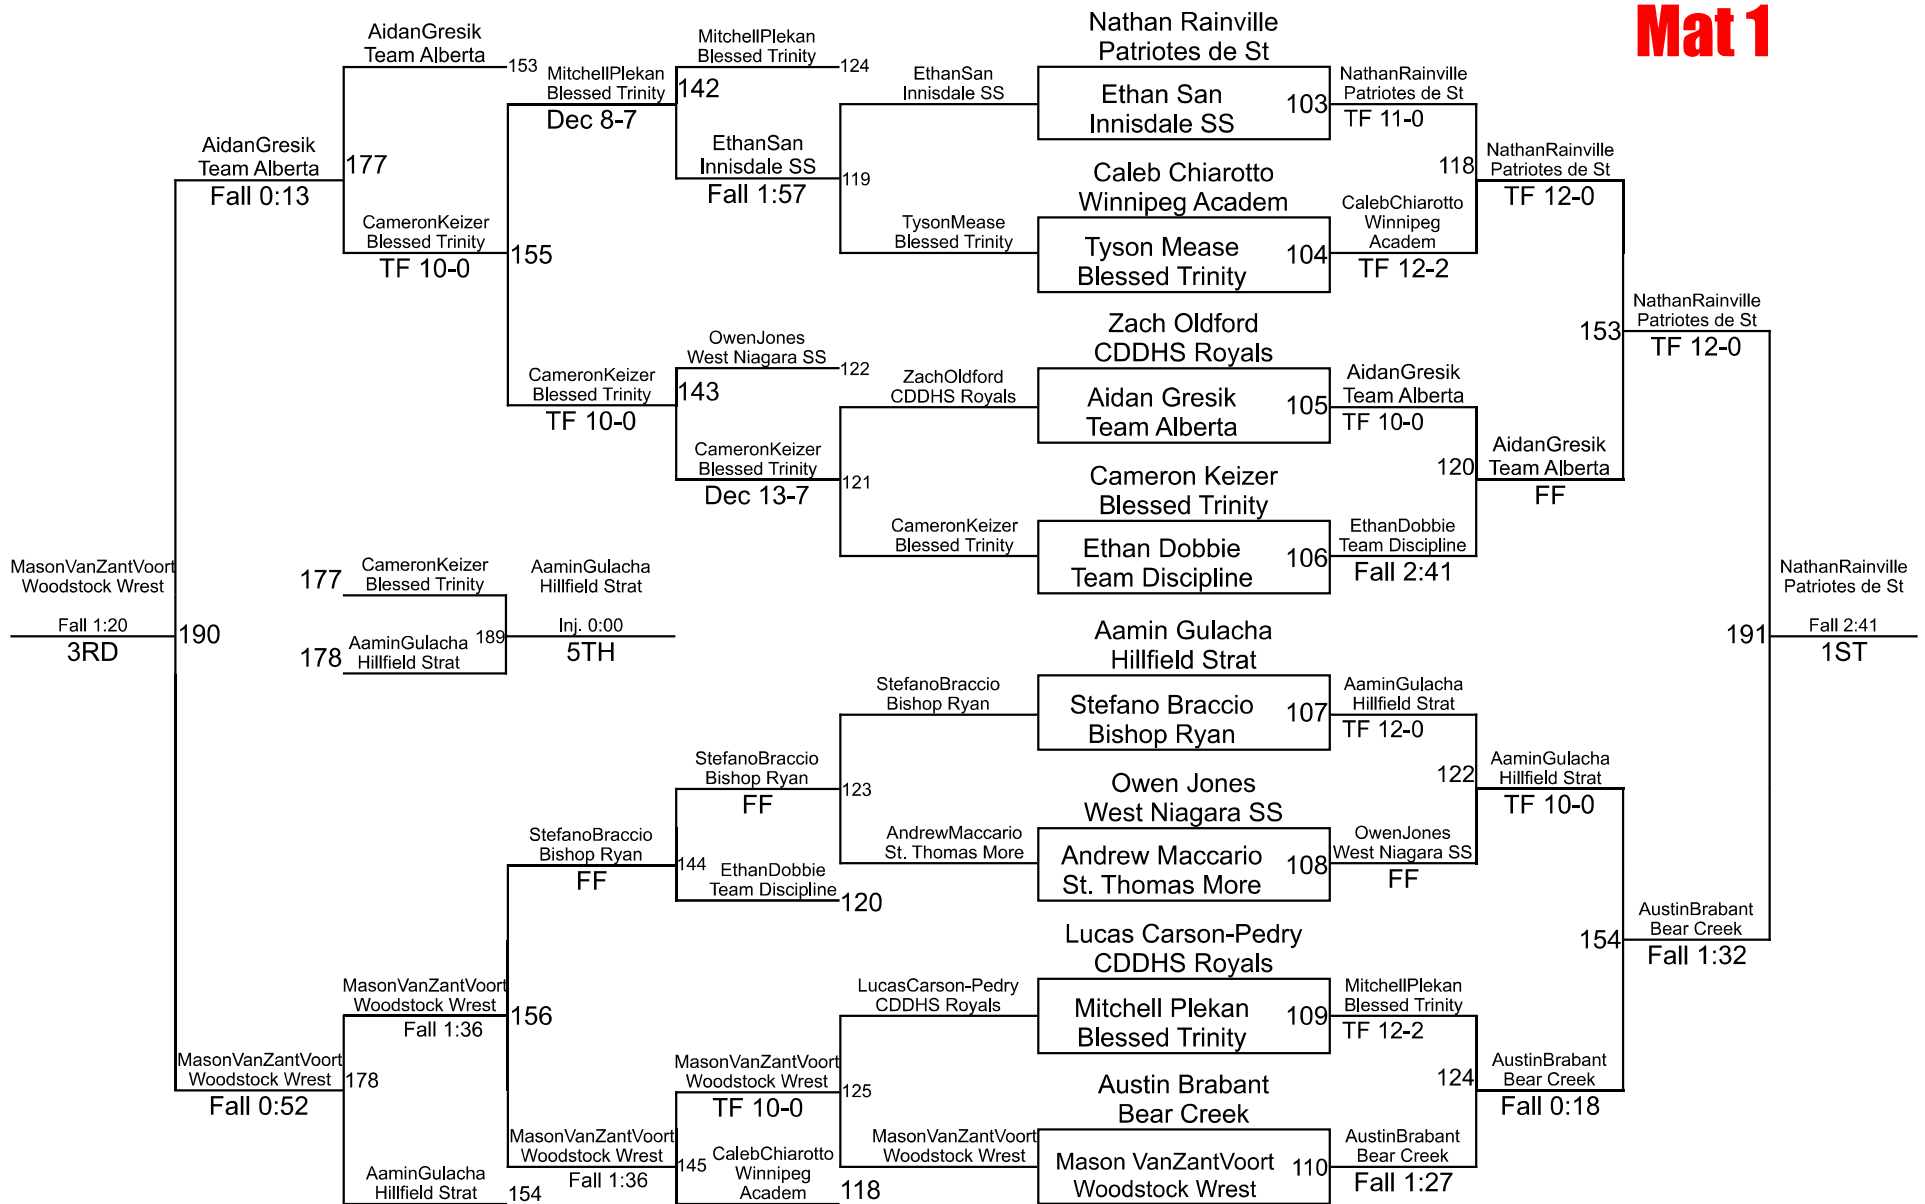 Mat 1
AidanGresik
Team Alberta
153
AidanGresik
Team Alberta
Fall 0:13
177
CameronKeizer
Blessed Trinity
TF 10-0
MitchellPlekan
Blessed Trinity
Dec 8-7
155
MitchellPlekan
Blessed Trinity
124
142
EthanSan
Innisdale SS
Fall 1:57
EthanSan
Innisdale SS
119
TysonMease
Blessed Trinity
Nathan Rainville
Patriotes de St
Ethan San
Innisdale SS
103
NathanRainville
Patriotes de St
TF 11-0
Caleb Chiarotto
Winnipeg Academ
Tyson Mease
Blessed Trinity
104
CalebChiarotto
Winnipeg
Academ
TF 12-2
118
NathanRainville
Patriotes de St
TF 12-0
CameronKeizer
Blessed Trinity
TF 10-0
OwenJones
West Niagara SS
122
143
CameronKeizer
Blessed Trinity
Dec 13-7
ZachOldford
CDDHS Royals
121
CameronKeizer
Blessed Trinity
Zach Oldford
CDDHS Royals
Aidan Gresik
Team Alberta
105
AidanGresik
Team Alberta
TF 10-0
Cameron Keizer
Blessed Trinity
Ethan Dobbie
Team Discipline
106
EthanDobbie
Team Discipline
Fall 2:41
120
AidanGresik
Team Alberta
FF
153
NathanRainville
Patriotes de St
TF 12-0
MasonVanZantVoort
Woodstock Wrest
Fall 1:20
3RD
190
177
CameronKeizer
Blessed Trinity
178
AaminGulacha
Hillfield Strat
189
AaminGulacha
Hillfield Strat
Inj. 0:00
5TH
191
NathanRainville
Patriotes de St
Fall 2:41
1ST
StefanoBraccio
Bishop Ryan
FF
StefanoBraccio
Bishop Ryan
FF
144
EthanDobbie
Team Discipline
120
StefanoBraccio
Bishop Ryan
123
AndrewMaccario
St. Thomas More
Aamin Gulacha
Hillfield Strat
Stefano Braccio
Bishop Ryan
107
AaminGulacha
Hillfield Strat
TF 12-0
Owen Jones
West Niagara SS
Andrew Maccario
St. Thomas More
108
OwenJones
West Niagara SS
FF
122
AaminGulacha
Hillfield Strat
TF 10-0
154
AustinBrabant
Bear Creek
Fall 1:32
MasonVanZantVoort
Woodstock Wrest
Fall 0:52
178
MasonVanZantVoort
Woodstock Wrest
Fall 1:36
156
AaminGulacha
Hillfield Strat
154
MasonVanZantVoort
Woodstock Wrest
Fall 1:36
145
MasonVanZantVoort
Woodstock Wrest
TF 10-0
CalebChiarotto
Winnipeg
Academ
118
LucasCarson-Pedry
CDDHS Royals
125
MasonVanZantVoort
Woodstock Wrest
Lucas Carson-Pedry
CDDHS Royals
Mitchell Plekan
Blessed Trinity
109
MitchellPlekan
Blessed Trinity
TF 12-2
Austin Brabant
Bear Creek
Mason VanZantVoort
Woodstock Wrest
110
AustinBrabant
Bear Creek
Fall 1:27
124
AustinBrabant
Bear Creek
Fall 0:18